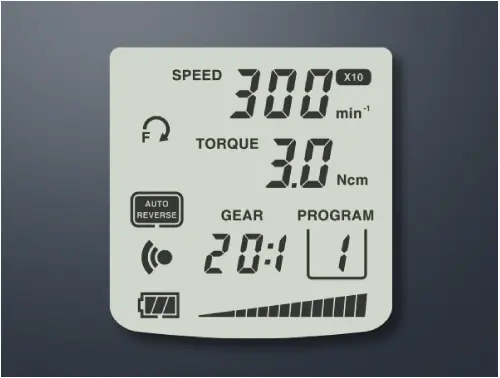 SPEED 300 X10
min-1
F
TORQUE 3.0 Ncm
AUTO
REVERSE
GEAR PROGRAM
20:1 1